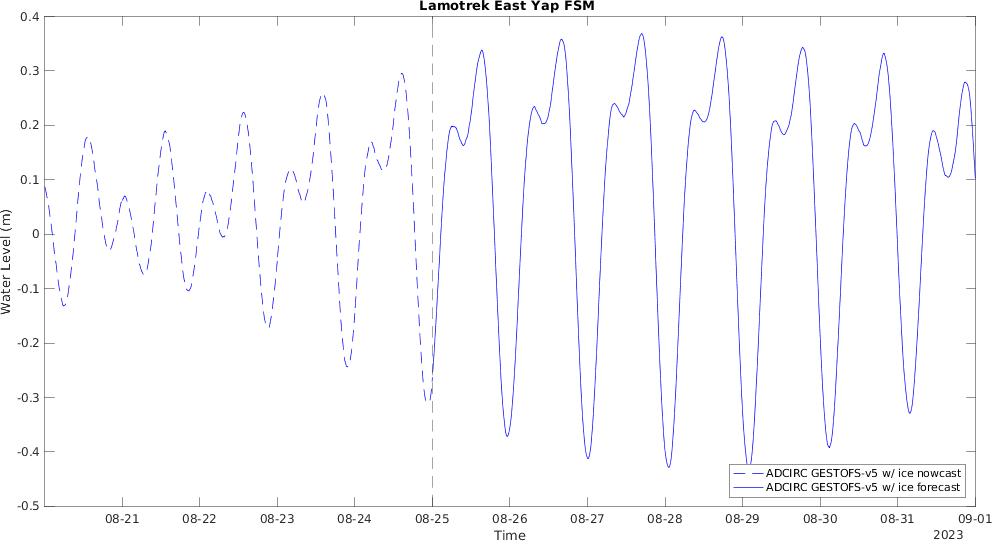 Lamotrek East Yap FSM
Water Level (m)
0.4
0.3
0.2
0.1
0
-0.1
-0.2
-0.3
-0.4
-0.5
ADCIRC GESTOFS-v5 w/ ice nowcast
ADCIRC GESTOFS-v5 w/ ice forecast
08-21 08-22 08-23 08-24 08-25 08-26 08-27 08-28 08-29 08-30 08-31 09-01
Time
2023